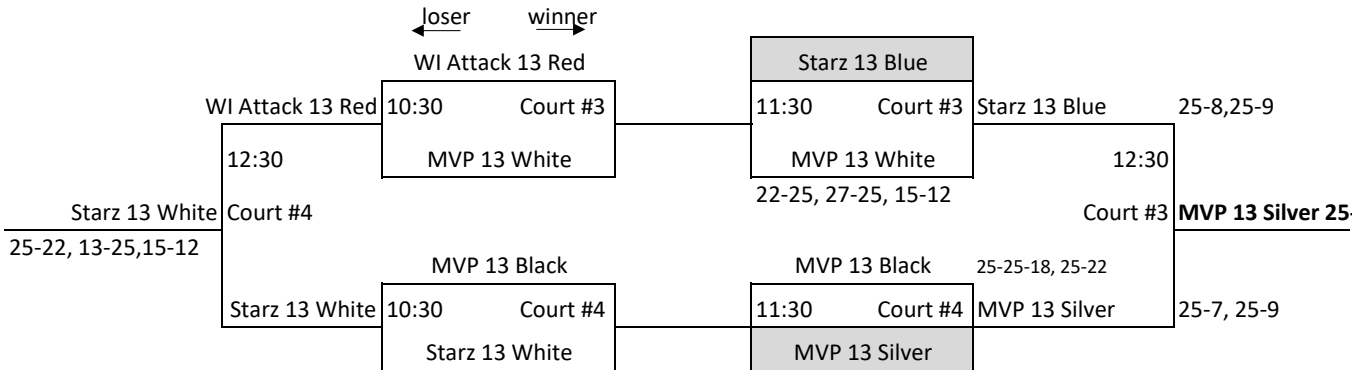 loser winner
WI Attack 13 Red Starz 13 Blue
WI Attack 13 Red 10:30 Court #3 11:30 Court #3 Starz 13 Blue 25-8,25-9
12:30 MVP 13 White MVP 13 White 12:30
22-25, 27-25, 15-12
Starz 13 White Court #4 Court #3 MVP 13 Silver 25-
25-22, 13-25,15-12
MVP 13 Black MVP 13 Black 25-25-18, 25-22
Starz 13 White 10:30 Court #4 11:30 Court #4 MVP 13 Silver 25-7, 25-9
Starz 13 White MVP 13 Silver